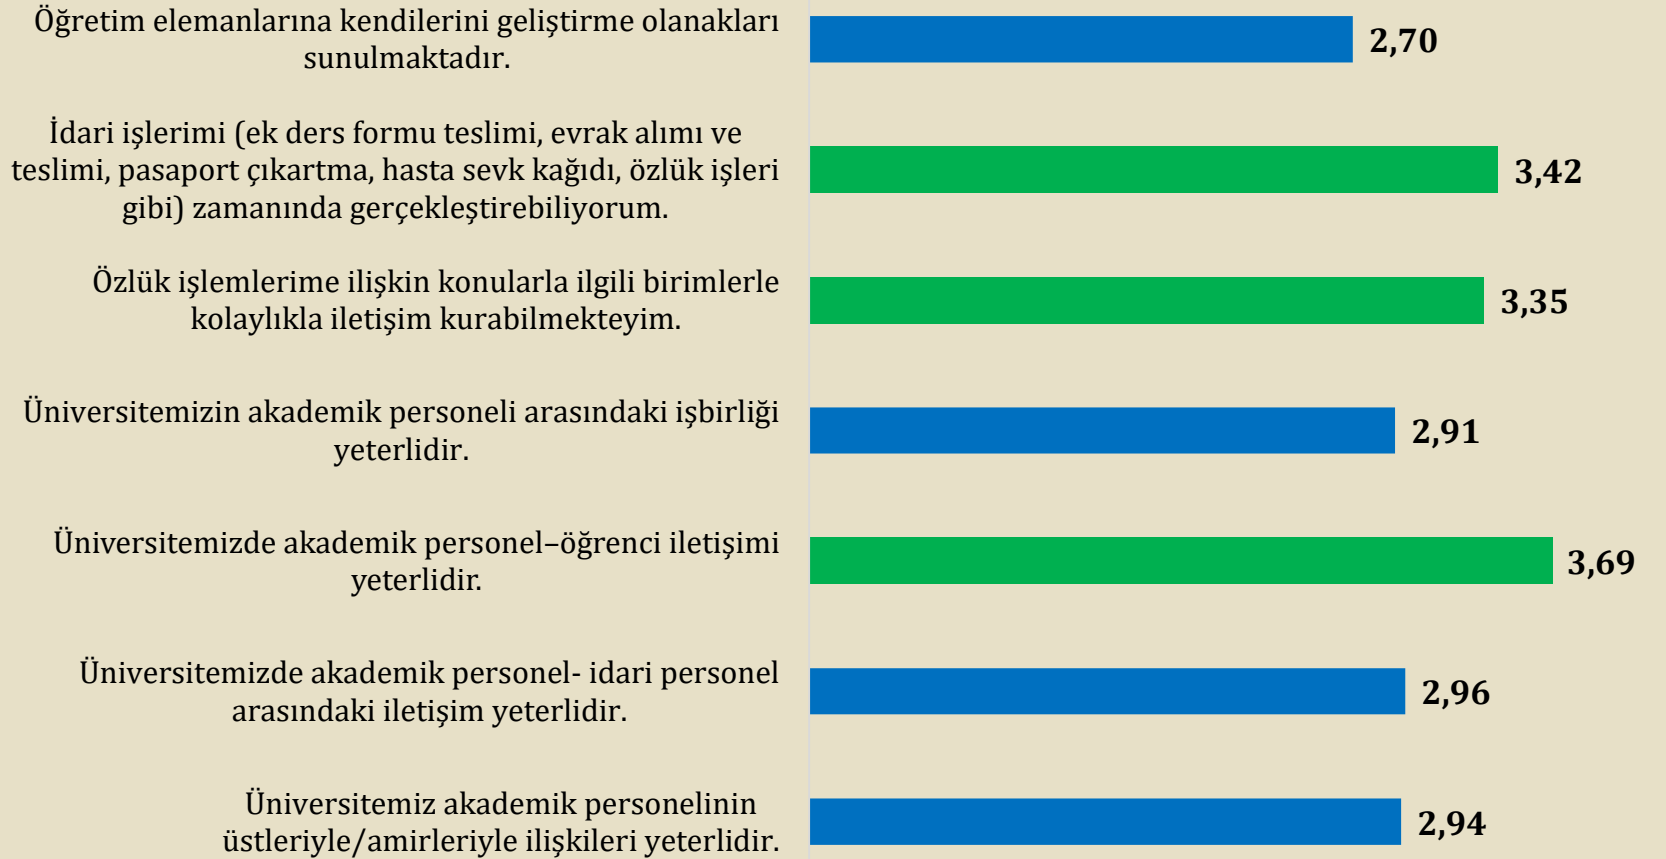 Öğretim elemanlarına kendilerini geliştirme olanakları
sunulmaktadır.
2,70
İdari işlerimi (ek ders formu teslimi, evrak alımı ve
teslimi, pasaport çıkartma, hasta sevk kağıdı, özlük işleri
gibi) zamanında gerçekleştirebiliyorum.
3,42
Özlük işlemlerime ilişkin konularla ilgili birimlerle
kolaylıkla iletişim kurabilmekteyim.
3,35
Üniversitemizin akademik personeli arasındaki işbirliği
yeterlidir.
2,91
Üniversitemizde akademik personel–öğrenci iletişimi
yeterlidir.
3,69
Üniversitemizde akademik personel- idari personel
arasındaki iletişim yeterlidir.
2,96
Üniversitemiz akademik personelinin
üstleriyle/amirleriyle ilişkileri yeterlidir.
2,94